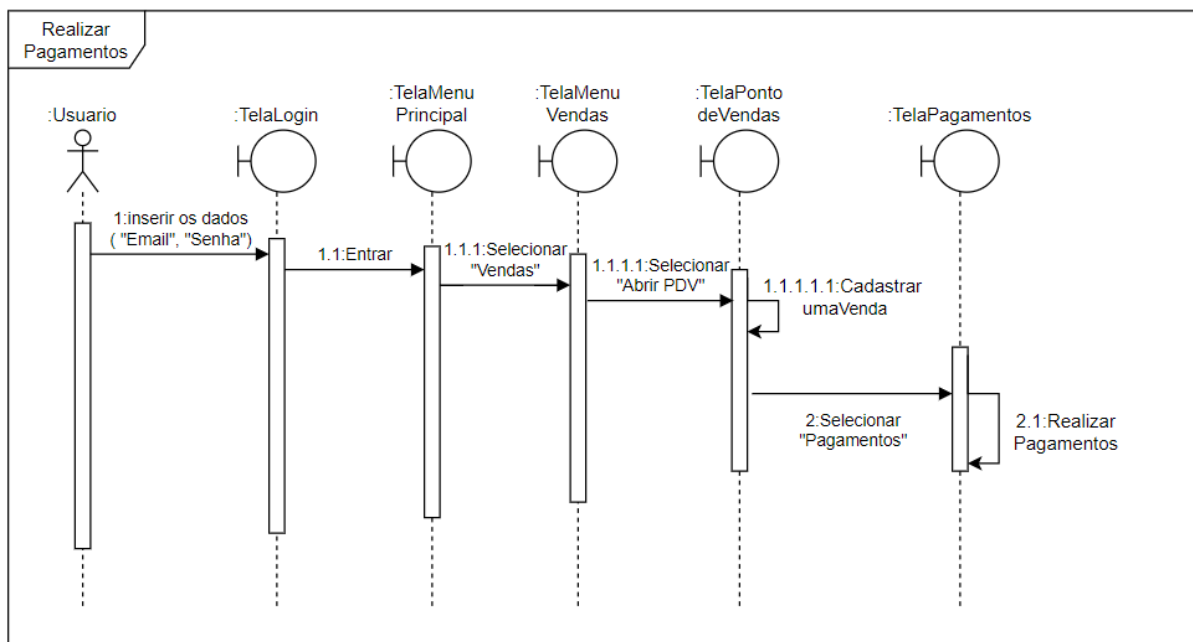 Realizar
Pagamentos
:Usuario
:TelaLogin
:TelaMenu
Principal
:TelaMenu
Vendas
:TelaPonto
deVendas
:TelaPagamentos
1:inserir os dados
( "Email", "Senha")
1.1:Entrar
1.1.1:Selecionar
"Vendas"
1.1.1.1:Selecionar
"Abrir PDV"
1.1.1.1.1:Cadastrar
umaVenda
2:Selecionar
"Pagamentos"
2.1:Realizar
Pagamentos